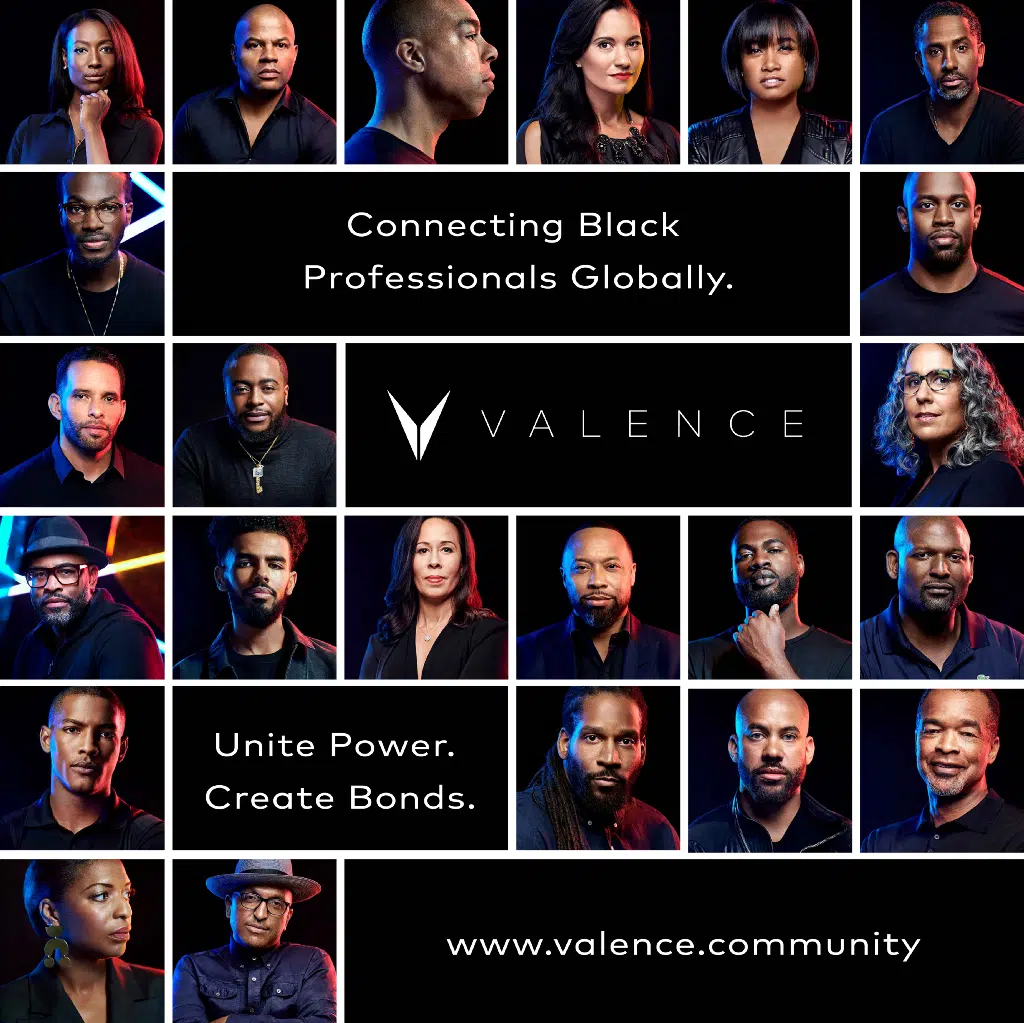 Connecting Black
Professionals Globally.
VALENCE
Unite Power.
Create Bonds.
www.valence.community